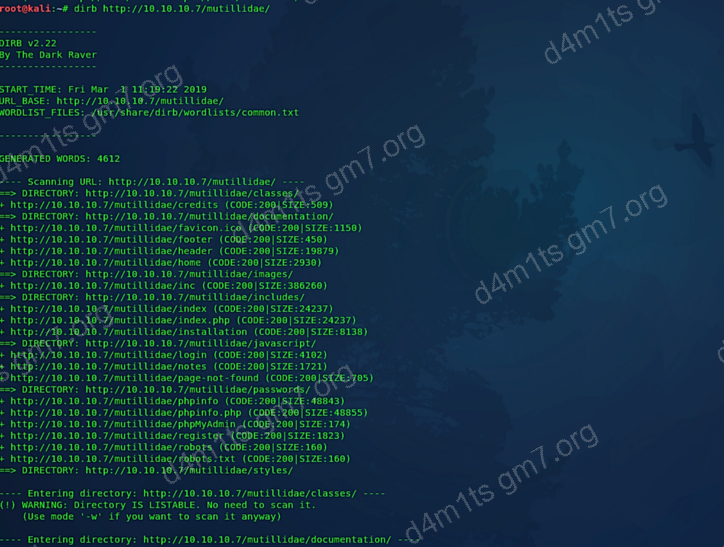 root@kali:~# dirb http://10.10.10.7/mutillidae/
-----------------
DIRB v2.22
By The Dark Raver
-----------------
START_TIME: Fri Mar  1 11:19:22 2019
URL_BASE: http://10.10.10.7/mutillidae/
WORDLIST_FILES: /usr/share/dirb/wordlists/common.txt
-----------------
GENERATED WORDS: 4612
---- Scanning URL: http://10.10.10.7/mutillidae/ ----
==> DIRECTORY: http://10.10.10.7/mutillidae/classes/
+ http://10.10.10.7/mutillidae/credits (CODE:200|SIZE:509)
==> DIRECTORY: http://10.10.10.7/mutillidae/documentation/
+ http://10.10.10.7/mutillidae/favicon.ico (CODE:200|SIZE:1150)
+ http://10.10.10.7/mutillidae/footer (CODE:200|SIZE:450)
+ http://10.10.10.7/mutillidae/header (CODE:200|SIZE:19879)
+ http://10.10.10.7/mutillidae/home (CODE:200|SIZE:2930)
==> DIRECTORY: http://10.10.10.7/mutillidae/images/
+ http://10.10.10.7/mutillidae/inc (CODE:200|SIZE:386260)
==> DIRECTORY: http://10.10.10.7/mutillidae/includes/
+ http://10.10.10.7/mutillidae/index (CODE:200|SIZE:24237)
+ http://10.10.10.7/mutillidae/index.php (CODE:200|SIZE:24237)
+ http://10.10.10.7/mutillidae/installation (CODE:200|SIZE:8138)
==> DIRECTORY: http://10.10.10.7/mutillidae/javascript/
+ http://10.10.10.7/mutillidae/login (CODE:200|SIZE:4102)
+ http://10.10.10.7/mutillidae/notes (CODE:200|SIZE:1721)
+ http://10.10.10.7/mutillidae/page-not-found (CODE:200|SIZE:705)
==> DIRECTORY: http://10.10.10.7/mutillidae/passwords/
+ http://10.10.10.7/mutillidae/phpinfo (CODE:200|SIZE:48843)
+ http://10.10.10.7/mutillidae/phpinfo.php (CODE:200|SIZE:48855)
+ http://10.10.10.7/mutillidae/phpMyAdmin (CODE:200|SIZE:174)
+ http://10.10.10.7/mutillidae/register (CODE:200|SIZE:1823)
+ http://10.10.10.7/mutillidae/robots (CODE:200|SIZE:160)
+ http://10.10.10.7/mutillidae/robots.txt (CODE:200|SIZE:160)
==> DIRECTORY: http://10.10.10.7/mutillidae/styles/
---- Entering directory: http://10.10.10.7/mutillidae/classes/ ----
(!) WARNING: Directory IS LISTABLE. No need to scan it.
(Use mode '-w' if you want to scan it anyway)
---- Entering directory: http://10.10.10.7/mutillidae/documentation/ ---
d4m1ts gm7.org
d4m1ts gm7.org
d4m1ts gm7.org
d4m1ts gm7.org
d4m1ts gm7.org
d4m1ts gm7.org